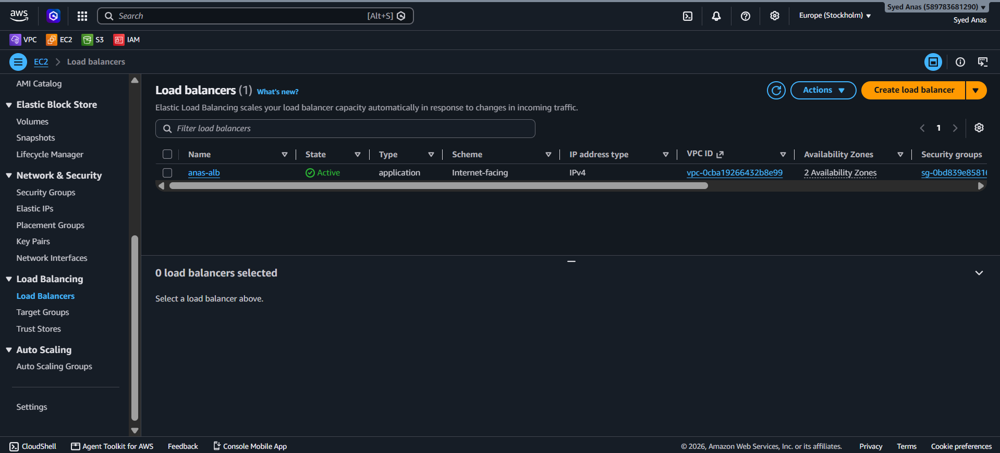 aws
Search
[Alt+S]
Europe (Stockholm)
Syed Anas (589783681290)
Syed Anas
VPC
EC2
S3
IAM
EC2 > Load balancers
AMI Catalog
Elastic Block Store
Volumes
Snapshots
Lifecycle Manager
Network & Security
Security Groups
Elastic IPs
Placement Groups
Key Pairs
Network Interfaces
Load Balancing
Load Balancers
Target Groups
Trust Stores
Auto Scaling
Auto Scaling Groups
Settings
Load balancers (1) What's new?
Actions
Create load balancer
Elastic Load Balancing scales your load balancer capacity automatically in response to changes in incoming traffic.
Filter load balancers
1
Name State Type Scheme IP address type VPC ID Availability Zones Security groups
anas-alb Active application Internet-facing IPv4 vpc-0cba19266432b8e99 2 Availability Zones sg-0bd839e8581
0 load balancers selected
Select a load balancer above.
CloudShell
Agent Toolkit for AWS
Feedback
Console Mobile App
© 2026, Amazon Web Services, Inc. or its affiliates.
Privacy
Terms
Cookie preferences